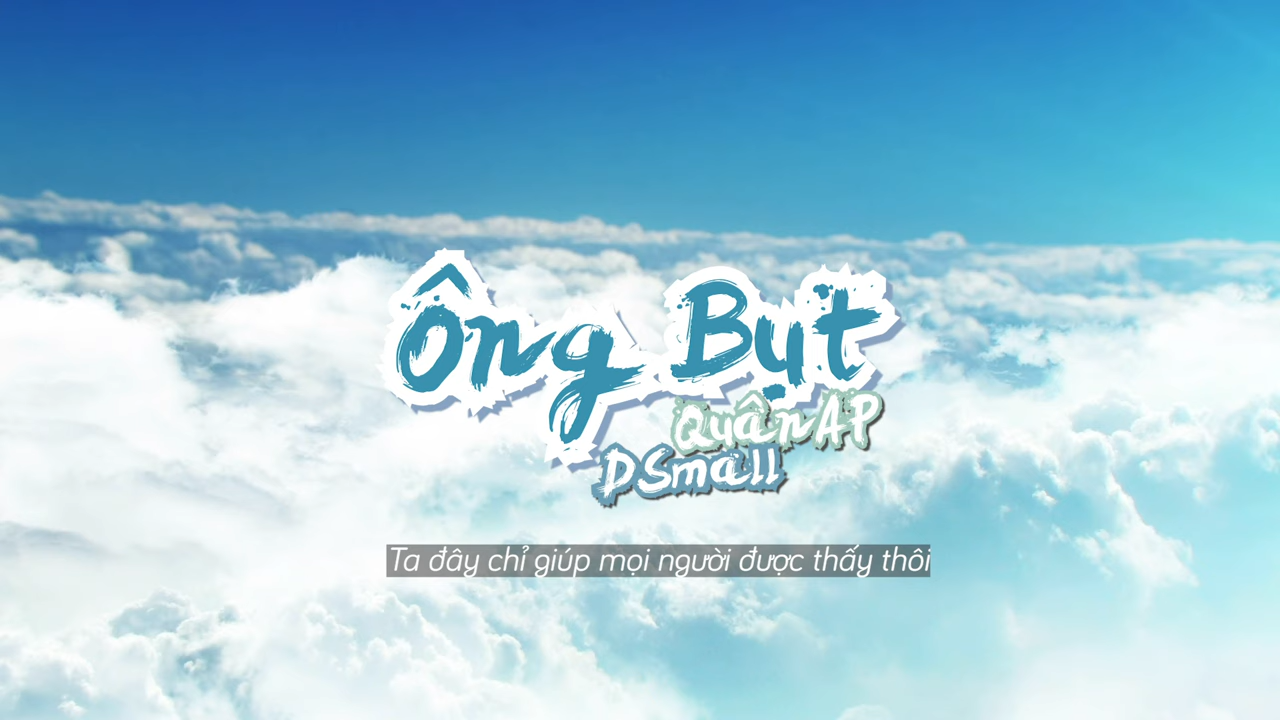 Ông Bụt
QuânAP
DSmall
Ta đây chỉ giúp mọi người được thấy thôi